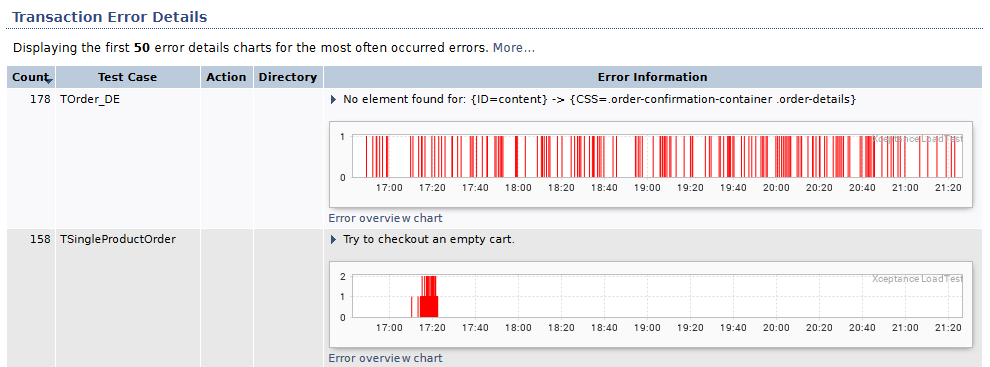 Transaction Error Details
Displaying the first 50 error details charts for the most often occurred errors. More...
Count Test Case Action Directory Error Information
178 TOrder_DE No element found for: {ID=content} -> {CSS=.order-confirmation-container .order-details}
Xceptance LoadTest
1
0
17:00 17:20 17:40 18:00 18:20 18:40 19:00 19:20 19:40 20:00 20:20 20:40 21:00 21:20
Error overview chart
158 TSingleProductOrder Try to checkout an empty cart.
Xceptance LoadTest
2
1
0
17:00 17:20 17:40 18:00 18:20 18:40 19:00 19:20 19:40 20:00 20:20 20:40 21:00 21:20
Error overview chart